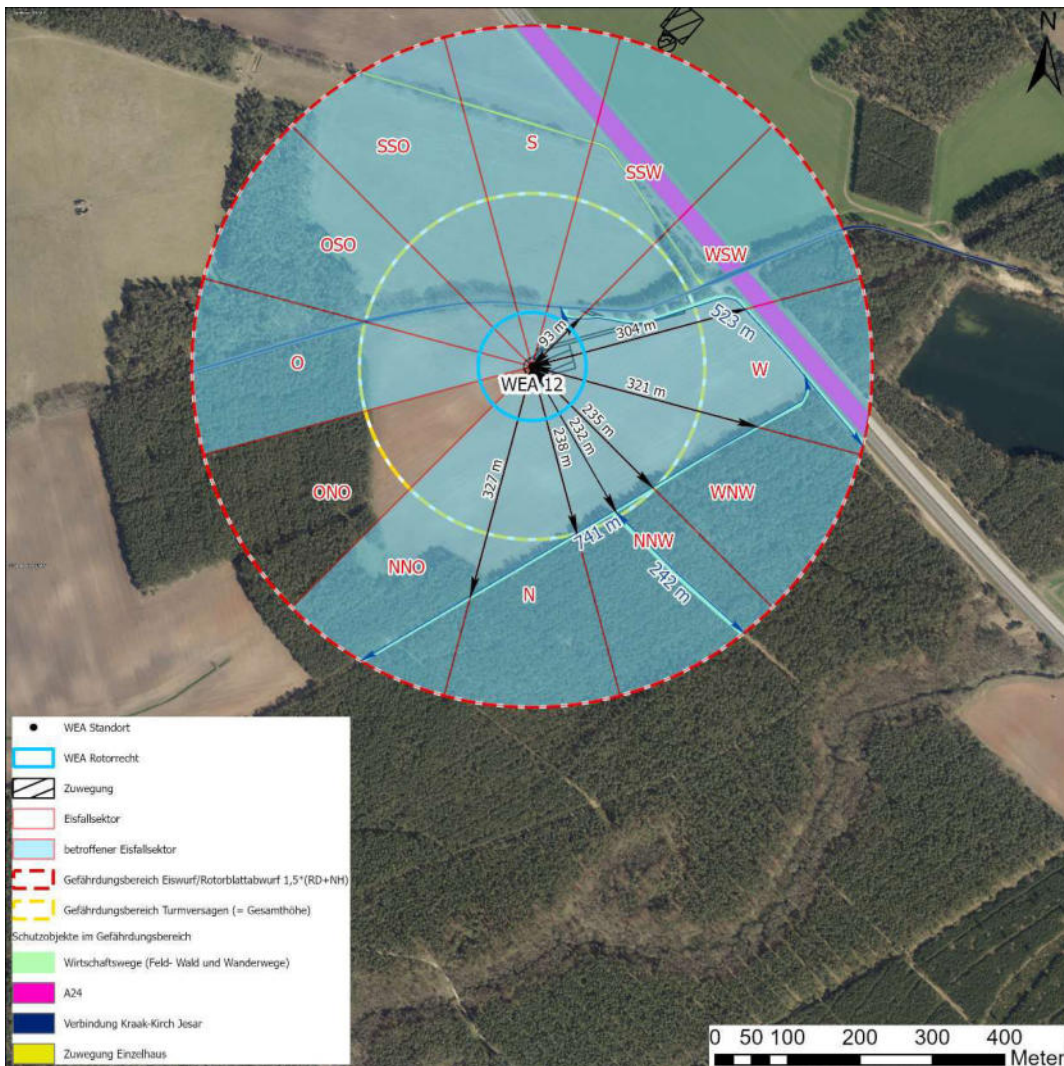 N
S
SSO
SSW
OSO
WSW
93 m
304 m
523 m
O
W
WEA 12
321 m
235 m
232 m
238 m
327 m
ONO
WNW
741 m
NNW
NNO
242 m
N
WEA Standort
WEA Rotorrecht
Zuwegung
Eisfallsektor
betroffener Eisfallsektor
Gefährdungsbereich Eiswurf/Rotorblattabwurf 1,5*(RD+NH)
Gefährdungsbereich Turmversagen (= Gesamthöhe)
Schutzobjekte im Gefährdungsbereich
Wirtschaftswege (Feld- Wald und Wanderwege)
A24
Verbindung Kraak-Kirch Jesar
Zuwegung Einzelhaus
0 50 100 200 300 400
Meter